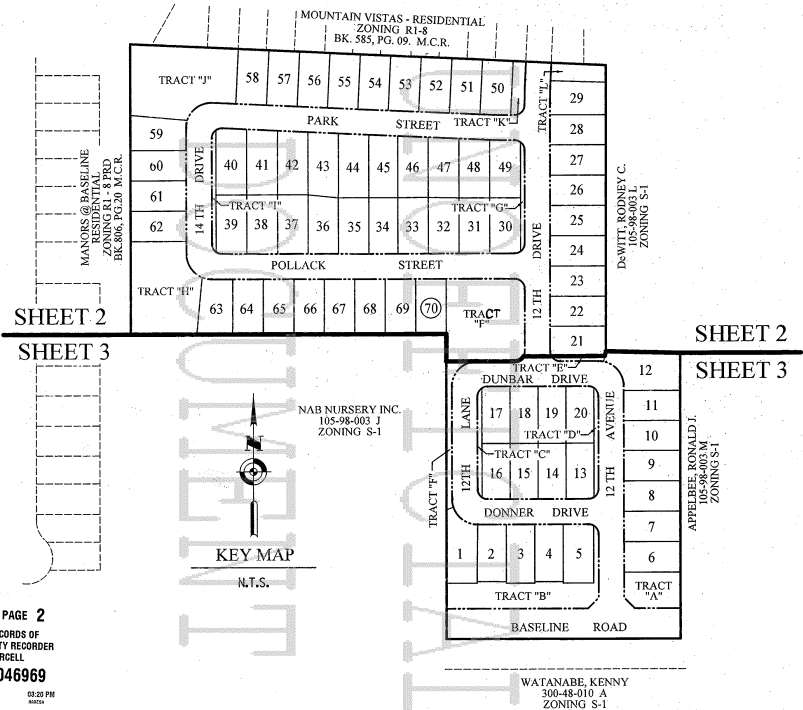 MOUNTAIN VISTAS - RESIDENTIAL
ZONING R1-8
BK. 585, PG. 09. M.C.R.
TRACT "J"
58 57 56 55 54 53 52 51 50
TRACT "K"
TRACT "L"
PARK STREET
59
60
61
62
14 TH DRIVE
40 41 42 43 44 45 46 47 48 49
TRACT "I"
TRACT "G"
39 38 37 36 35 34 33 32 31 30
POLLACK STREET
12 TH DRIVE
29
28
27
26
25
24
23
22
21
MANORS @ BASELINE
RESIDENTIAL
ZONING R1 - 8 PRD
BK.806, PG.20 M.C.R.
DeWITT, RODNEY C.
105-98-003 L
ZONING S-1
TRACT "H"
63 64 65 66 67 68 69 70
TRACT
"F"
SHEET 2
SHEET 3
SHEET 2
SHEET 3
TRACT "E"
DUNBAR DRIVE
12TH LANE
17 18 19 20
TRACT "D"
TRACT "C"
16 15 14 13
12 TH AVENUE
12
11
10
9
8
7
6
TRACT
"A"
TRACT "F"
DONNER DRIVE
1 2 3 4 5
TRACT "B"
BASELINE ROAD
APPELBEE, RONALD J.
105-98-003 M
ZONING S-1
NAB NURSERY INC.
105-98-003 J
ZONING S-1
N
KEY MAP
N.T.S.
WATANABE, KENNY
300-48-010 A
ZONING S-1
PAGE 2
CORDS OF
TY RECORDER
RCELL
046969
03:20 PM
UNOFFICIAL
DOCUMENT